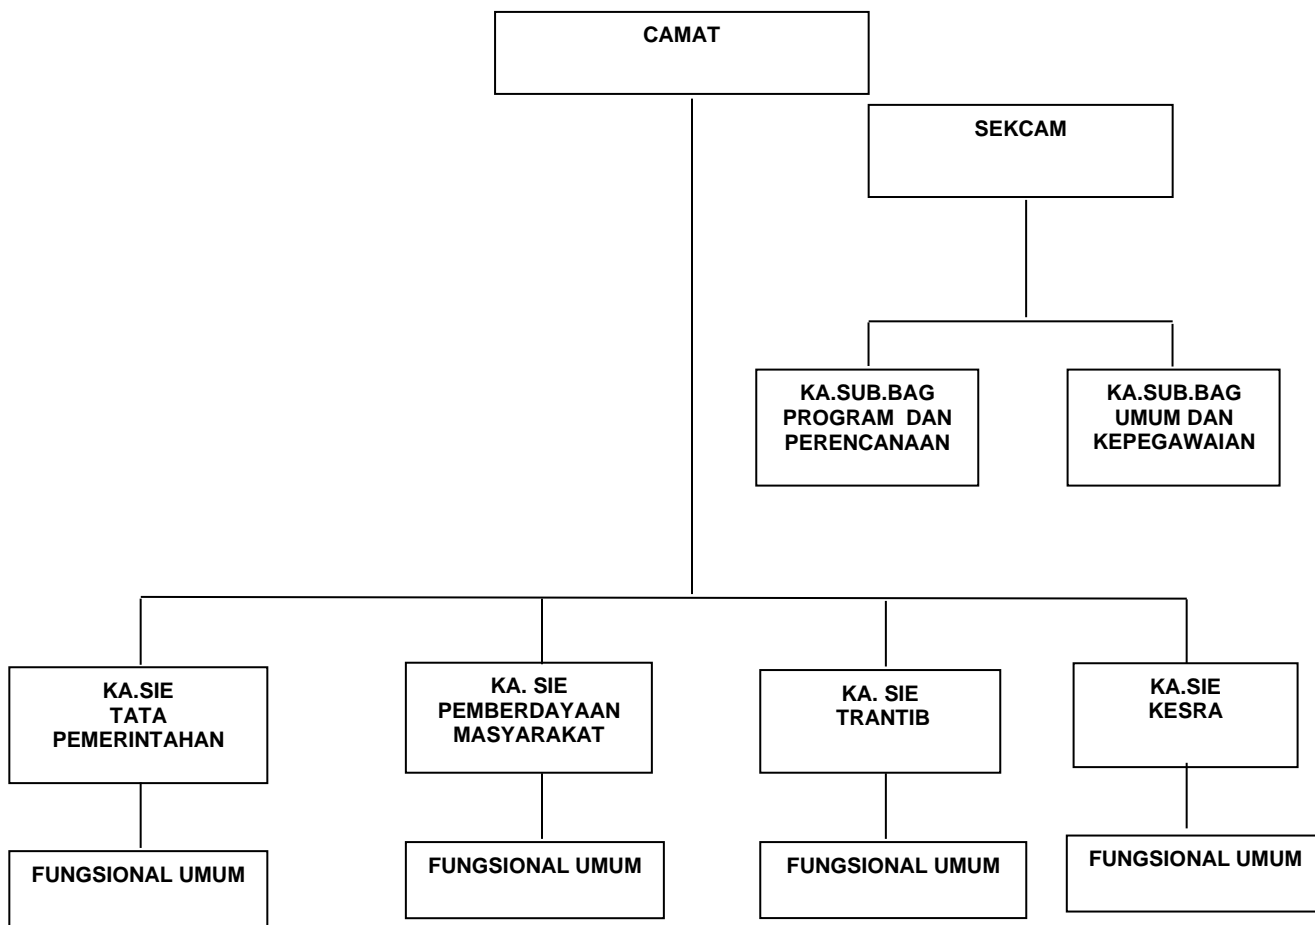 CAMAT
SEKCAM
KA.SUB.BAG
PROGRAM DAN
PERENCANAAN
KA.SUB.BAG
UMUM DAN
KEPEGAWAIAN
KA.SIE
TATA
PEMERINTAHAN
KA. SIE
PEMBERDAYAAN
MASYARAKAT
KA. SIE
TRANTIB
KA.SIE
KESRA
FUNGSIONAL UMUM
FUNGSIONAL UMUM
FUNGSIONAL UMUM
FUNGSIONAL UMUM